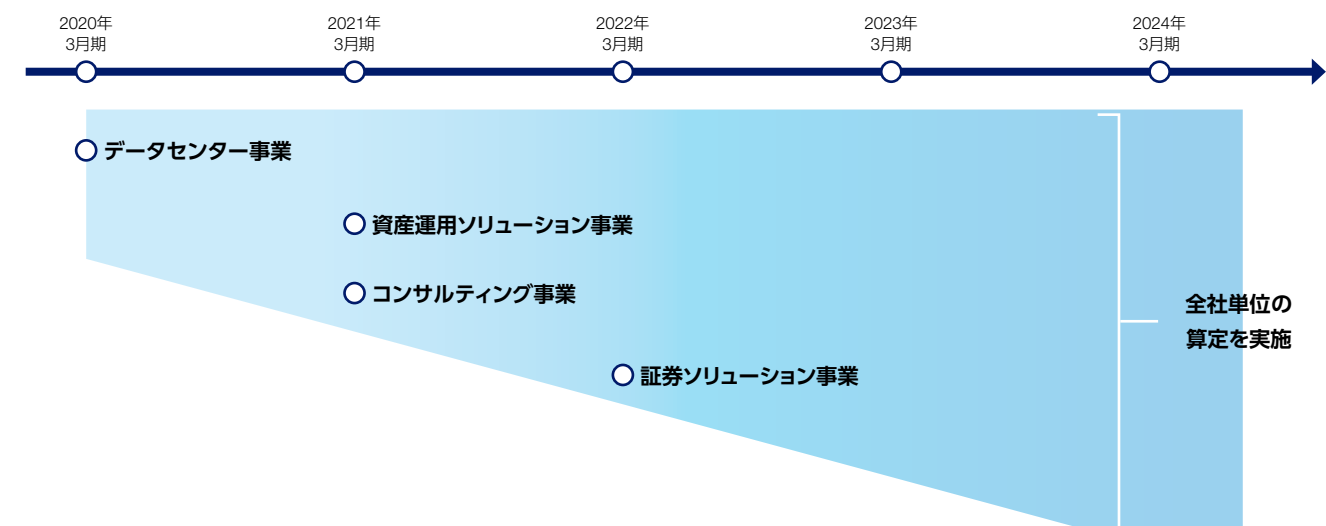 2020年
3月期
2021年
3月期
2022年
3月期
2023年
3月期
2024年
3月期
データセンター事業
資産運用ソリューション事業
コンサルティング事業
証券ソリューション事業
全社単位の
算定を実施